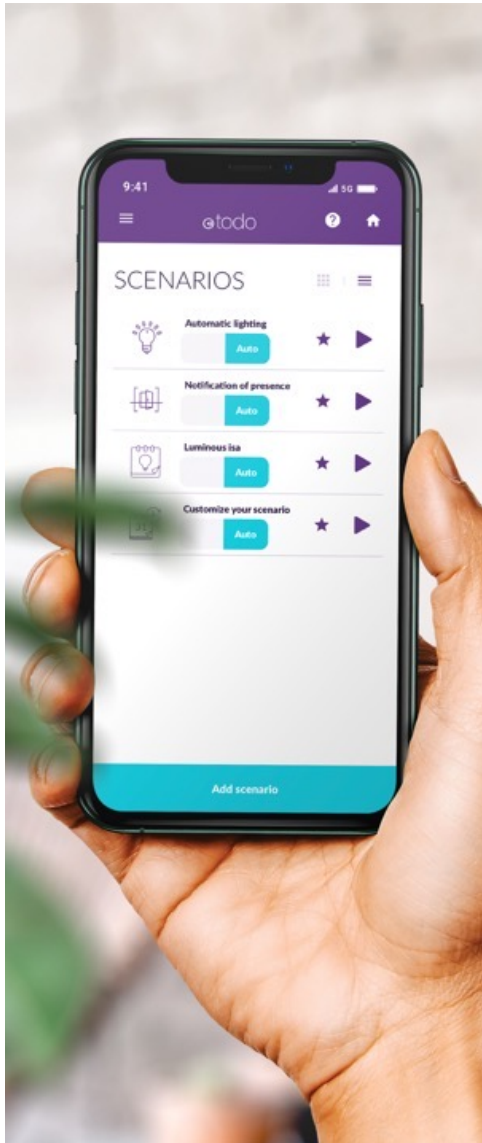 9:41
5G
etodo
?
SCENARIOS
Automatic lighting
Auto
Notification of presence
Auto
Luminous isa
Auto
Customize your scenario
Auto
Add scenario